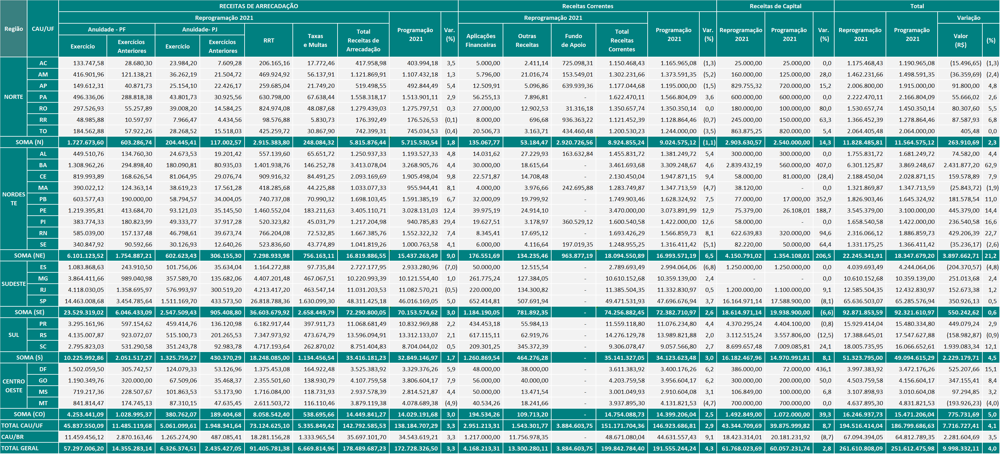 RECEITAS DE ARRECADAÇÃO Receitas Correntes Receitas de Capital Total
Reprogramação 2021 Reprogramação 2021 Variação
Região CAU/UF Anuidade - PF Anuidade- PJ RRT Taxas e Multas Total Receitas de Arrecadação Programação 2021 Var. (%) Aplicações Financeiras Outras Receitas Fundo de Apoio Total Receitas Correntes Programação 2021 Var. (%) Reprogramação 2021 Programação 2021 Var. (%) Reprogramação 2021 Programação 2021 Valor (R$) (%)
Exercício Exercícios Anteriores Exercício Exercícios Anteriores
NORTE
AC 133.747,58 28.680,30 23.984,20 7.609,28 206.165,16 17.772,46 417.958,98 403.994,18 3,5 5.000,00 2.411,14 725.098,31 1.150.468,43 1.165.965,08 (1,3) 25.000,00 25.000,00 0,0 1.175.468,43 1.190.965,08 (15.496,65) (1,3)
AM 416.901,96 121.138,21 36.262,19 21.504,72 469.924,92 56.137,91 1.121.869,91 1.107.432,18 1,3 5.796,00 21.016,74 153.549,01 1.302.231,66 1.373.591,35 (5,2) 160.000,00 125.000,00 28,0 1.462.231,66 1.498.591,35 (36.359,69) (2,4)
AP 149.612,31 40.871,73 25.154,10 22.426,17 259.685,04 21.749,20 519.498,55 492.844,49 5,4 12.509,91 5.096,86 639.939,36 1.177.044,68 1.195.000,00 (1,5) 829.755,32 720.000,00 15,2 2.006.800,00 1.915.000,00 91.800,00 4,8
PA 496.336,06 288.818,38 43.801,73 30.925,56 630.798,00 67.638,44 1.558.318,17 1.513.901,11 2,9 56.255,13 7.896,81 - 1.622.470,11 1.566.804,09 3,6 600.000,00 600.000,00 0,0 2.222.470,11 2.166.804,09 55.666,02 2,6
RO 297.526,93 55.257,89 39.008,20 14.584,25 824.974,08 48.087,68 1.279.439,03 1.275.797,51 0,3 27.000,00 12.902,53 31.316,18 1.350.657,74 1.350.350,14 0,0 180.000,00 100.000,00 80,0 1.530.657,74 1.450.350,14 80.307,60 5,5
RR 48.985,88 10.597,97 7.966,47 4.434,56 98.576,88 5.830,73 176.392,49 176.526,53 (0,1) 8.000,00 696,68 936.363,22 1.121.452,39 1.128.864,46 (0,7) 245.000,00 150.000,00 63,3 1.366.452,39 1.278.864,46 87.587,93 6,8
TO 184.562,88 57.922,26 28.268,52 15.518,03 425.259,72 30.867,90 742.399,31 745.034,53 (0,4) 20.506,73 3.163,71 434.460,48 1.200.530,23 1.244.000,00 (3,5) 863.875,25 820.000,00 5,4 2.064.405,48 2.064.000,00 405,48 0,0
SOMA (N) 1.727.673,60 603.286,74 204.445,41 117.002,57 2.915.383,80 248.084,32 5.815.876,44 5.715.530,54 1,8 135.067,77 53.184,47 2.920.726,56 8.924.855,24 9.024.575,12 (1,1) 2.903.630,57 2.540.000,00 14,3 11.828.485,81 11.564.575,12 263.910,69 2,3
NORDESTE
AL 449.510,76 134.760,30 24.673,53 19.201,42 557.139,60 65.651,72 1.250.937,33 1.193.527,33 4,8 14.031,62 27.229,93 163.632,84 1.455.831,72 1.381.249,72 5,4 300.000,00 300.000,00 0,0 1.755.831,72 1.681.249,72 74.582,00 4,4
BA 1.308.962,26 294.898,40 180.090,81 80.935,03 1.401.938,76 146.252,78 3.413.078,04 3.268.905,76 4,4 30.000,00 18.615,64 - 3.461.693,68 3.309.248,67 4,6 2.839.432,19 560.000,00 407,0 6.301.125,87 3.869.248,67 2.431.877,20 62,9
CE 819.993,89 168.626,54 81.064,95 29.076,74 909.916,32 84.491,25 2.093.169,69 1.905.498,04 9,8 22.571,87 14.708,48 - 2.130.450,04 1.947.871,15 9,4 58.000,00 81.000,00 (28,4) 2.188.450,04 2.028.871,15 159.578,89 7,9
MA 390.022,12 124.363,14 38.619,23 17.561,28 418.285,68 44.225,88 1.033.077,33 955.944,41 8,1 4.000,00 3.976,66 242.695,88 1.283.749,87 1.347.713,59 (4,7) 38.120,00 - 0,0 1.321.869,87 1.347.713,59 (25.843,72) (1,9)
PB 603.577,43 190.000,00 58.794,57 34.004,05 740.737,08 70.990,32 1.698.103,45 1.591.385,19 6,7 32.000,09 19.799,92 - 1.749.903,46 1.628.324,92 7,5 77.000,00 17.000,00 352,9 1.826.903,46 1.645.324,92 181.578,54 11,0
PE 1.219.395,81 413.684,70 93.121,03 35.145,50 1.460.552,04 183.211,63 3.405.110,71 3.028.131,03 12,4 39.975,19 24.914,10 - 3.470.000,00 3.073.891,99 12,9 75.379,00 26.108,01 188,7 3.545.379,00 3.100.000,00 445.379,00 14,4
PI 383.774,33 180.823,99 49.333,77 37.917,28 520.323,82 45.031,79 1.217.204,98 940.785,83 29,4 19.627,51 3.178,97 360.529,12 1.600.540,58 1.422.000,00 12,6 58.000,00 - 0,0 1.658.540,58 1.422.000,00 236.540,58 16,6
RN 585.039,00 157.137,48 46.798,61 39.673,74 766.204,08 72.532,85 1.667.385,76 1.552.322,32 7,4 8.345,41 17.695,12 - 1.693.426,29 1.566.859,73 8,1 622.639,83 320.000,00 94,6 2.316.066,12 1.886.859,73 429.206,39 22,7
SE 340.847,92 90.592,66 30.126,93 12.640,26 523.836,60 43.774,89 1.041.819,26 1.000.763,58 4,1 6.000,00 4.116,64 197.019,35 1.248.955,25 1.316.411,42 (5,1) 82.220,00 50.000,00 64,4 1.331.175,25 1.366.411,42 (35.236,17) (2,6)
SOMA (NE) 6.101.123,52 1.754.887,21 602.623,43 306.155,30 7.298.933,98 756.163,11 16.819.886,55 15.437.263,49 9,0 176.551,69 134.235,46 963.877,19 18.094.550,89 16.993.571,19 6,5 4.150.791,02 1.354.108,01 206,5 22.245.341,91 18.347.679,20 3.897.662,71 21,2
SUDESTE
ES 1.083.868,63 243.910,50 101.756,06 35.634,04 1.164.272,88 97.735,84 2.727.177,95 2.933.280,96 (7,0) 50.000,00 12.515,54 - 2.789.693,49 2.994.064,06 (6,8) 1.250.000,00 1.250.000,00 0,0 4.039.693,49 4.244.064,06 (204.370,57) (4,8)
MG 3.864.411,66 989.040,98 357.589,70 135.682,06 4.407.201,48 467.067,51 10.220.993,39 10.121.554,40 1,0 261.775,24 127.384,05 - 10.610.152,68 10.359.139,00 2,4 - - 0,0 10.610.152,68 10.359.139,00 251.013,68 2,4
RJ 4.118.030,05 1.358.695,97 576.993,97 300.519,20 4.213.417,20 463.547,14 11.031.203,53 11.082.570,21 (0,5) 220.000,00 134.300,82 - 11.385.504,35 11.332.830,97 0,5 1.200.000,00 1.100.000,00 9,1 12.585.504,35 12.432.830,97 152.673,38 1,2
SP 14.463.008,68 3.454.785,64 1.511.169,70 433.573,50 26.818.788,36 1.630.099,30 48.311.425,18 46.016.169,05 5,0 652.414,81 507.691,94 - 49.471.531,93 47.696.676,94 3,7 16.164.971,14 17.588.900,00 (8,1) 65.636.503,07 65.285.576,94 350.926,13 0,5
SOMA (SE) 23.529.319,02 6.046.433,09 2.547.509,43 905.408,80 36.603.679,92 2.658.449,79 72.290.800,05 70.153.574,62 3,0 1.184.190,05 781.892,35 - 74.256.882,45 72.382.710,97 2,6 18.614.971,14 19.938.900,00 (6,6) 92.871.853,59 92.321.610,97 550.242,62 0,6
SUL
PR 3.295.161,96 597.154,62 459.414,76 136.120,98 6.182.917,44 397.911,73 11.068.681,49 10.832.969,88 2,2 434.453,18 55.984,13 - 11.559.118,80 11.076.234,80 4,4 4.370.295,24 4.404.100,00 (0,8) 15.929.414,04 15.480.334,80 449.079,24 2,9
RS 4.135.007,87 923.072,07 515.100,73 201.265,53 7.347.973,92 473.674,79 13.596.094,91 13.312.133,07 2,1 617.115,11 62.919,76 - 14.276.129,78 13.989.821,88 2,0 3.112.515,24 3.557.806,00 (12,5) 17.388.645,01 17.547.627,88 (158.982,87) (0,9)
SC 2.795.823,03 531.290,58 351.243,78 92.983,78 4.717.193,64 262.870,02 8.751.404,83 8.704.044,02 0,5 209.301,25 345.372,39 - 9.306.078,47 9.057.566,80 2,7 8.699.657,48 7.009.085,81 24,1 18.005.735,95 16.066.652,61 1.939.083,34 12,1
SOMA (S) 10.225.992,86 2.051.517,27 1.325.759,27 430.370,29 18.248.085,00 1.134.456,54 33.416.181,23 32.849.146,97 1,7 1.260.869,54 464.276,28 - 35.141.327,05 34.123.623,48 3,0 16.182.467,96 14.970.991,81 8,1 51.323.795,00 49.094.615,29 2.229.179,71 4,5
CENTRO OESTE
DF 1.502.059,50 305.742,57 124.079,33 53.126,96 1.375.453,08 164.922,48 3.525.383,92 3.329.376,26 5,9 48.000,00 38.000,00 - 3.611.383,92 3.400.176,26 6,2 386.000,00 72.000,00 436,1 3.997.383,92 3.472.176,26 525.207,66 15,1
GO 1.190.349,76 320.000,00 67.509,06 35.468,37 2.355.501,60 138.930,79 4.107.759,58 3.806.604,17 7,9 56.000,00 40.000,00 - 4.203.759,58 3.956.604,17 6,2 300.000,00 200.000,00 50,0 4.503.759,58 4.156.604,17 347.155,41 8,4
MS 719.217,36 228.507,67 101.863,53 53.173,90 1.716.084,00 118.731,93 2.937.578,39 2.814.521,87 4,4 50.000,00 13.471,54 - 3.001.049,93 2.910.604,08 3,1 106.849,00 100.000,00 6,8 3.107.898,93 3.010.604,08 97.294,85 3,2
MT 841.814,47 174.745,13 87.310,15 47.635,45 2.611.503,72 116.110,46 3.879.119,38 4.078.689,38 (4,9) 40.534,26 18.241,66 - 3.937.895,30 4.131.821,53 (4,7) 700.000,00 700.000,00 0,0 4.637.895,30 4.831.821,53 (193.926,23) (4,0)
SOMA (CO) 4.253.441,09 1.028.995,37 380.762,07 189.404,68 8.058.542,40 538.695,66 14.449.841,27 14.029.191,68 3,0 194.534,26 109.713,20 - 14.754.088,73 14.399.206,04 2,5 1.492.849,00 1.072.000,00 39,3 16.246.937,73 15.471.206,04 775.731,69 5,0
TOTAL CAU/UF 45.837.550,09 11.485.119,68 5.061.099,61 1.948.341,64 73.124.625,10 5.335.849,42 142.792.585,53 138.184.707,29 3,3 2.951.213,31 1.543.301,77 3.884.603,75 151.171.704,36 146.923.686,81 2,9 43.344.709,69 39.875.999,82 8,7 194.516.414,04 186.799.686,63 7.716.727,41 4,1
CAU/BR 11.459.456,12 2.870.163,46 1.265.274,90 487.085,41 18.281.156,28 1.333.965,54 35.697.101,70 34.543.619,21 3,3 1.217.000,00 11.756.978,35 - 48.671.080,04 44.631.557,43 9,1 18.423.314,01 20.181.231,92 (8,7) 67.094.394,05 64.812.789,35 2.281.604,69 3,5
TOTAL GERAL 57.297.006,20 14.355.283,14 6.326.374,51 2.435.427,05 91.405.781,38 6.669.814,96 178.489.687,23 172.728.326,50 3,3 4.168.213,31 13.300.280,11 3.884.603,75 199.842.784,40 191.555.244,24 4,3 61.768.023,69 60.057.231,74 2,8 261.610.808,09 251.612.475,98 9.998.332,11 4,0